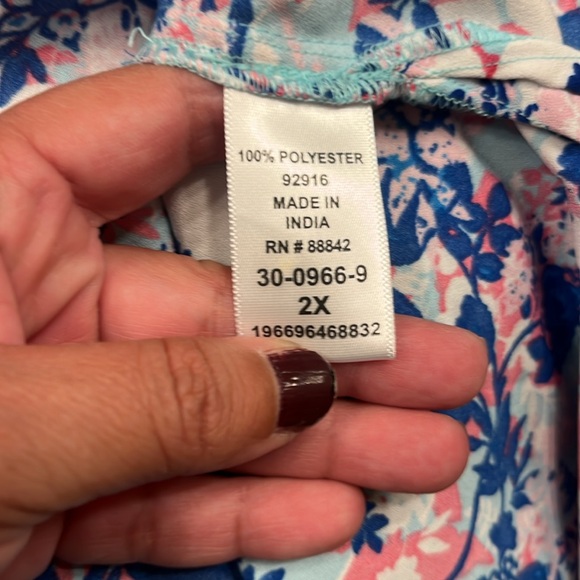 100% POLYESTER
92916
MADE IN
INDIA
RN # 88842
30-0966-9
2X
196696468832